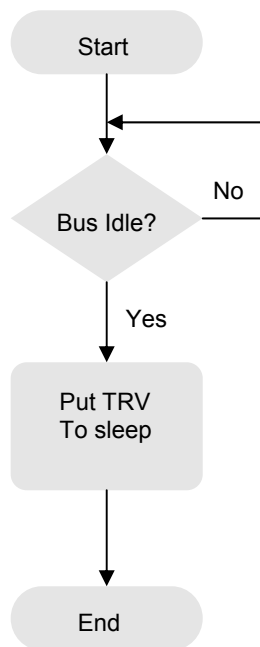 Start
Bus Idle?
No
Yes
Put TRV
To sleep
End